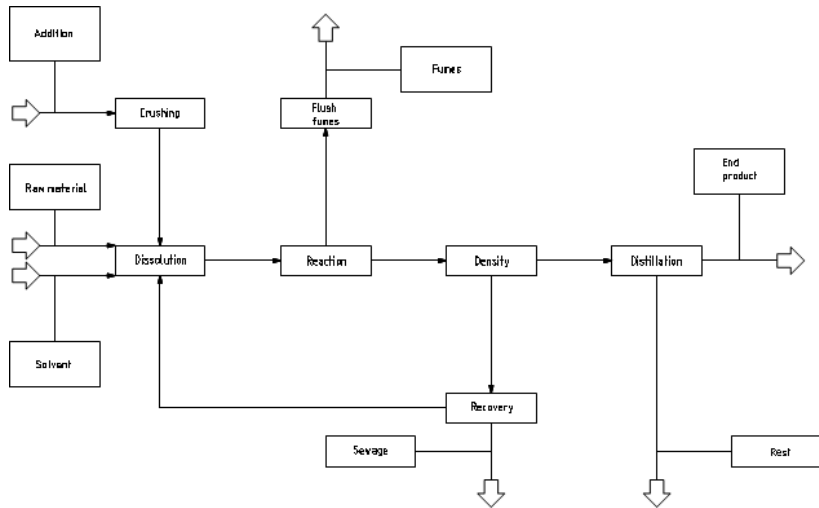 Addition
Fumes
Crushing
Flush
fumes
Raw material
End
product
Dissolution
Reaction
Density
Distillation
Solvent
Recovery
Sewage
Rest